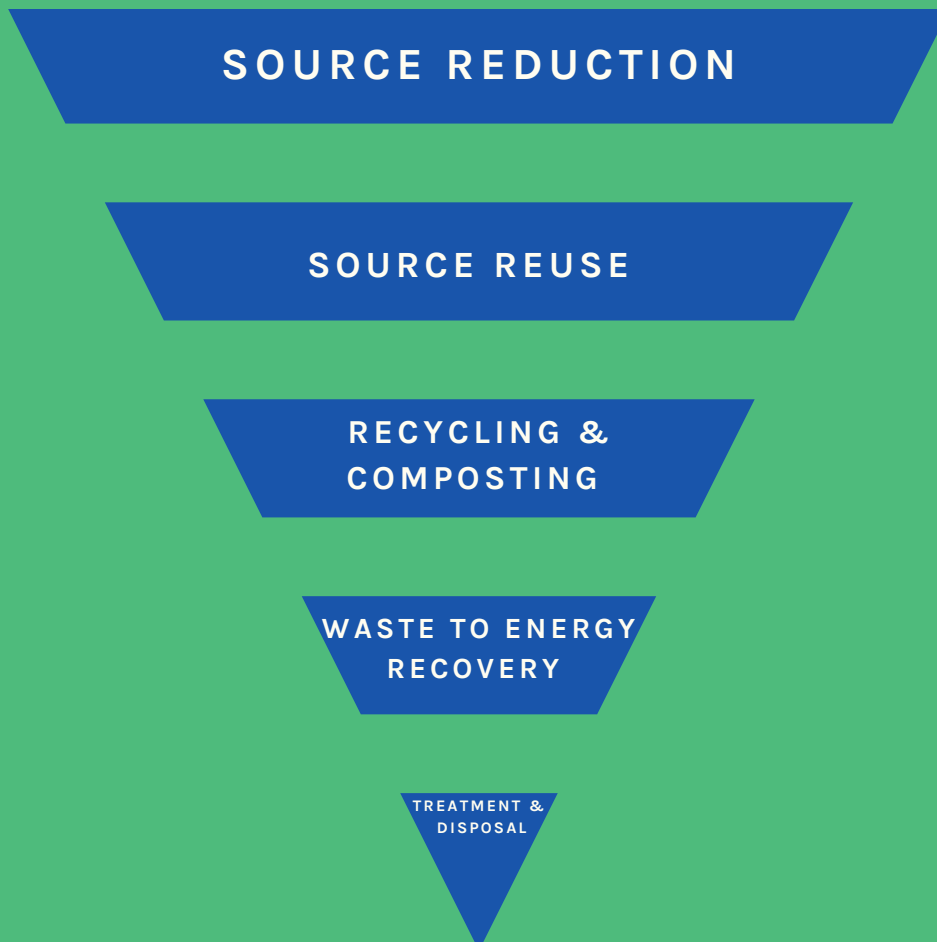 SOURCE REDUCTION
SOURCE REUSE
RECYCLING &
COMPOSTING
WASTE TO ENERGY
RECOVERY
TREATMENT &
DISPOSAL